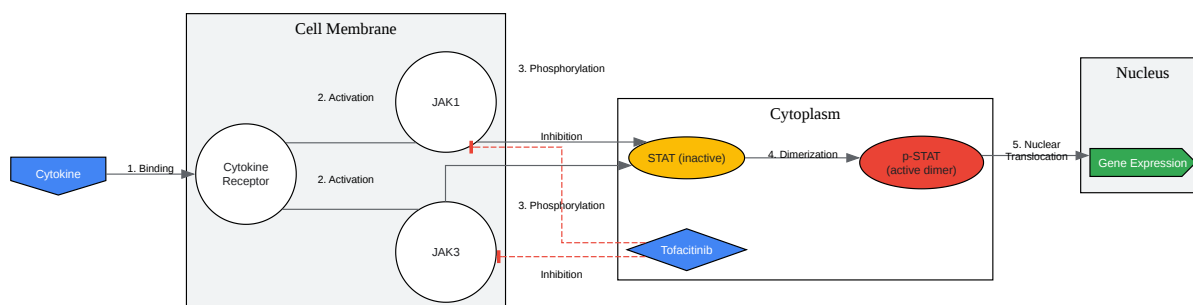 Cell Membrane
3. Phosphorylation
Nucleus
2. Activation
JAK1
Cytoplasm
Inhibition
5. Nuclear
Translocation
Cytokine
1. Binding
Cytokine
Receptor
STAT (inactive)
4. Dimerization
p-STAT
(active dimer)
Gene Expression
2. Activation
3. Phosphorylation
JAK3
Tofacitinib
Inhibition